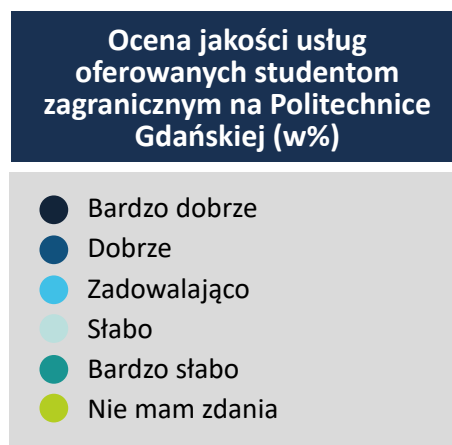 Ocena jakości usług
oferowanych studentom
zagranicznym na Politechnice
Gdańskiej (w%)
Bardzo dobrze
Dobrze
Zadowalająco
Słabo
Bardzo słabo
Nie mam zdania